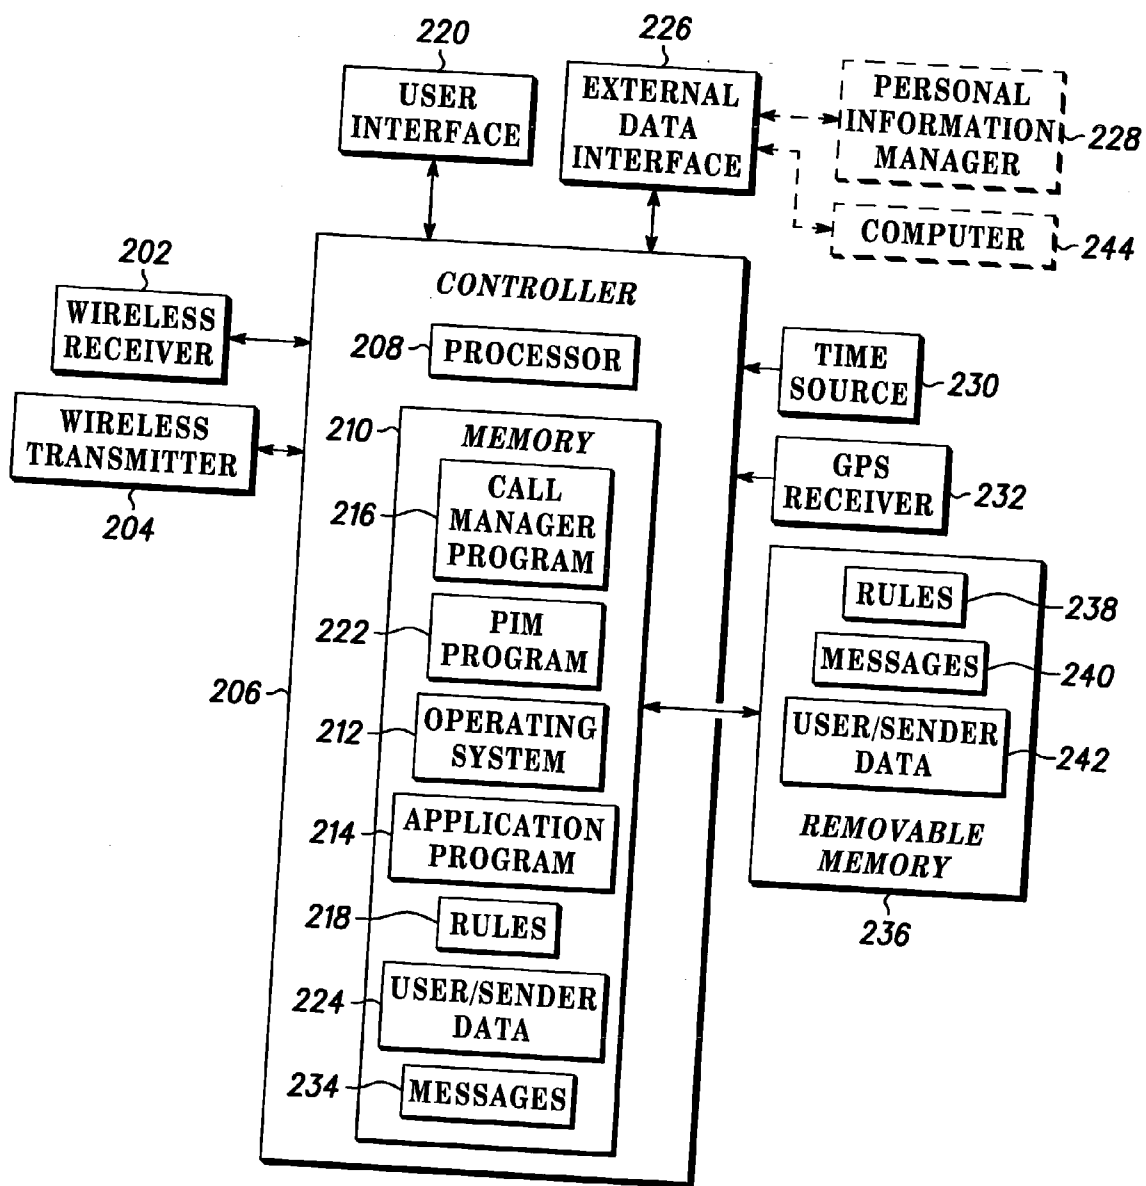 220
USER
INTERFACE
226
EXTERNAL
DATA
INTERFACE
PERSONAL
INFORMATION
MANAGER
228
COMPUTER
244
202
WIRELESS
RECEIVER
WIRELESS
TRANSMITTER
204
CONTROLLER
208
PROCESSOR
TIME
SOURCE
230
GPS
RECEIVER
232
210
MEMORY
216
CALL
MANAGER
PROGRAM
222
PIM
PROGRAM
206
212
OPERATING
SYSTEM
214
APPLICATION
PROGRAM
218
RULES
224
USER/SENDER
DATA
234
MESSAGES
RULES
238
MESSAGES
240
USER/SENDER
DATA
242
REMOVABLE
MEMORY
236